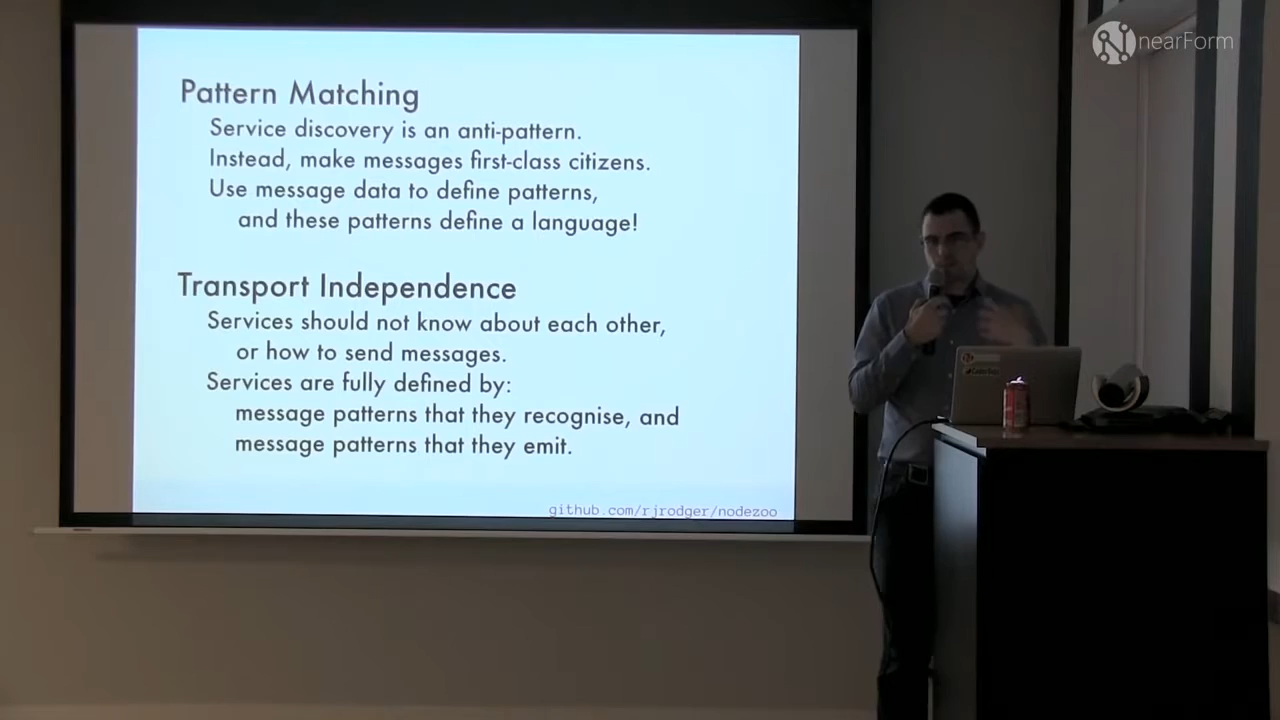 nearForm
Pattern Matching
Service discovery is an anti-pattern.
Instead, make messages first-class citizens.
Use message data to define patterns,
and these patterns define a language!
Transport Independence
Services should not know about each other,
or how to send messages.
Services are fully defined by:
message patterns that they recognise, and
message patterns that they emit.
github.com/rjrodger/nodezoo